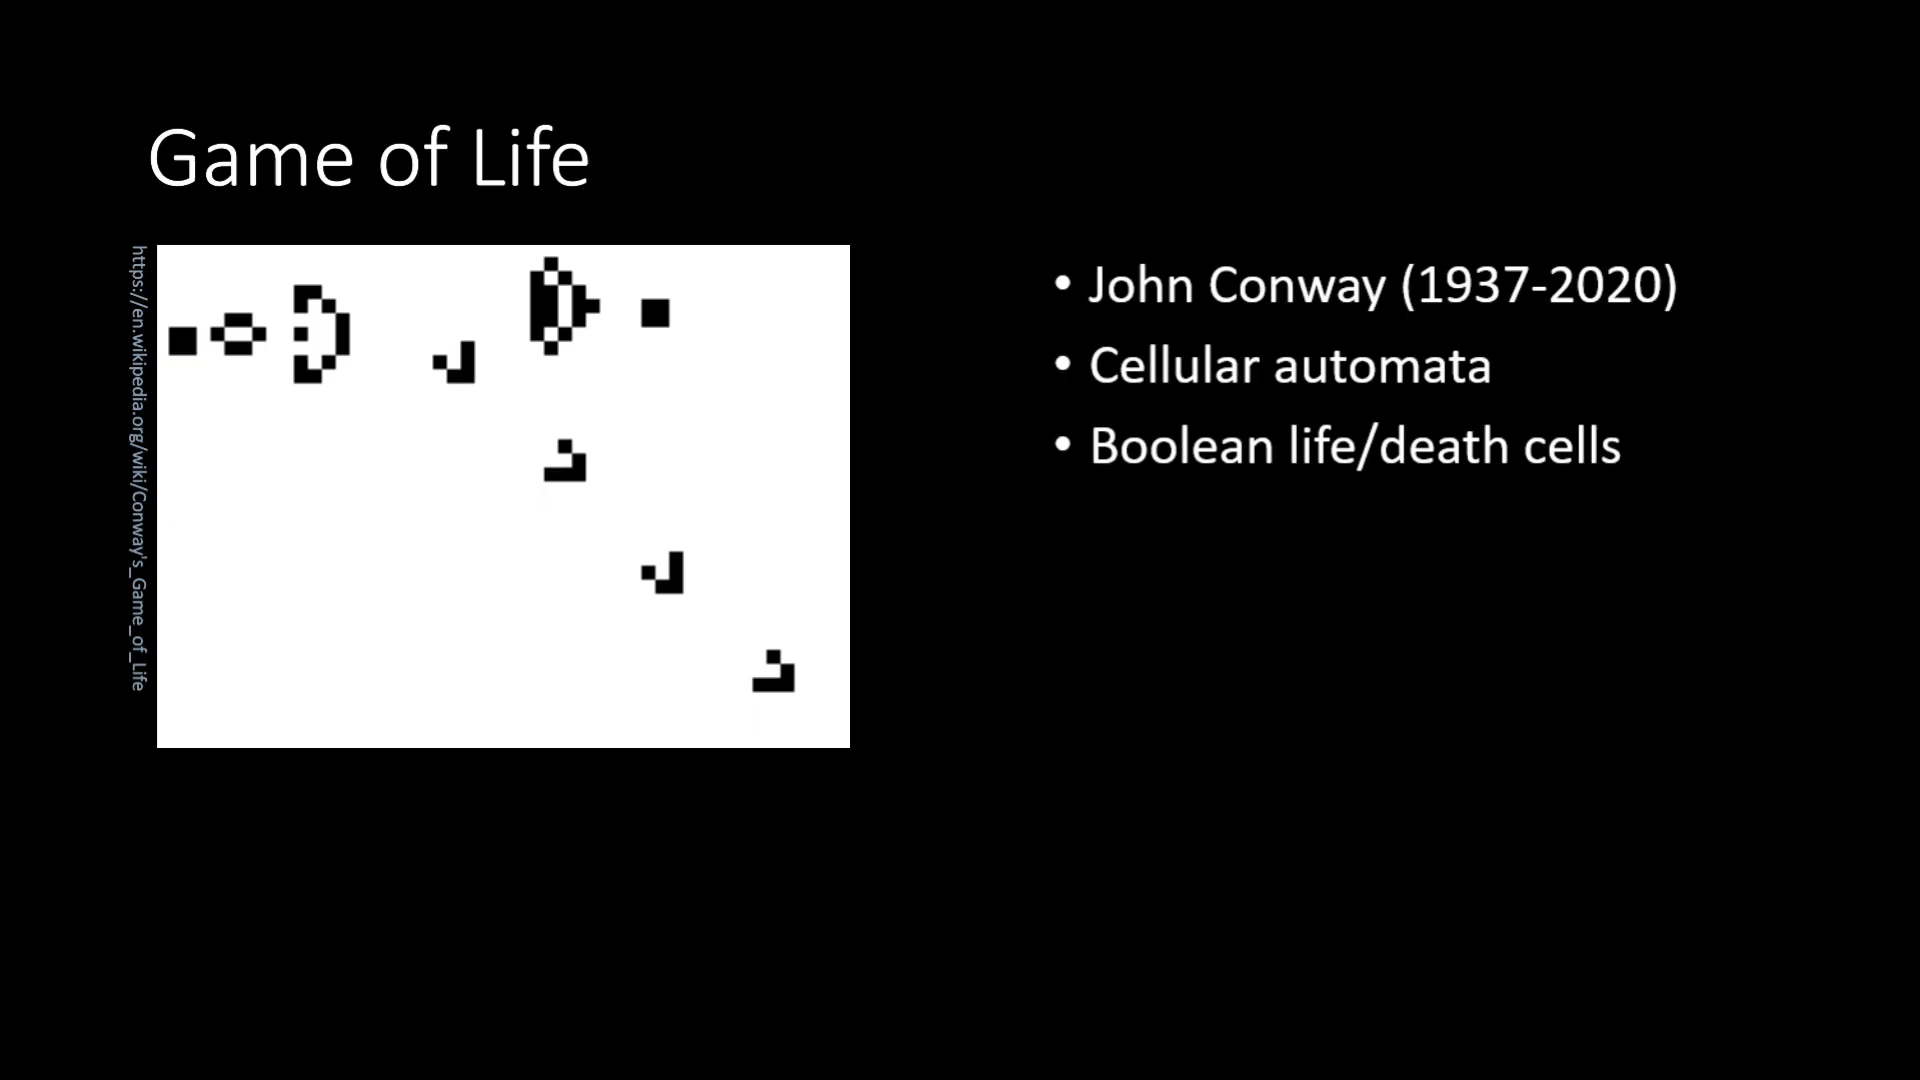 Game of Life
https://en.wikipedia.org/wiki/Conway's_Game_of_Life
• John Conway (1937-2020)
• Cellular automata
• Boolean life/death cells